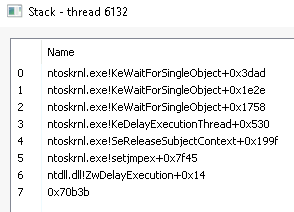 Stack - thread 6132
Name
0 ntoskrnl.exe!KeWaitForSingleObject+0x3dad
1 ntoskrnl.exe!KeWaitForSingleObject+0x1e2e
2 ntoskrnl.exe!KeWaitForSingleObject+0x1758
3 ntoskrnl.exe!KeDelayExecutionThread+0x530
4 ntoskrnl.exe!SeReleaseSubjectContext+0x199f
5 ntoskrnl.exe!setjmpex+0x7f45
6 ntdll.dll!ZwDelayExecution+0x14
7 0x70b3b